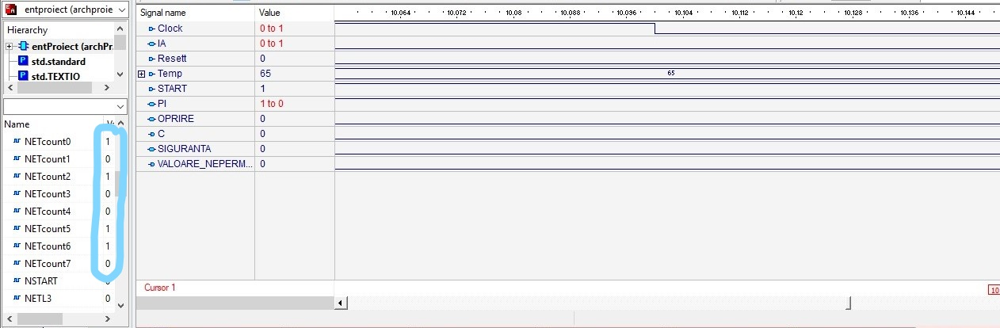 entproiect (archproie
Hierarchy
entProiect (archPr.
std.standard
std.TEXTIO
Name
NETcount0 1
NETcount1 0
NETcount2 1
NETcount3 0
NETcount4 0
NETcount5 1
NETcount6 1
NETcount7 0
NSTART 0
NETL3 0
Signal name Value 10.064 10.072 10.08 10.088 10.096 10.104 10.112 10.12 10.128 10.136 10.144
Clock 0 to 1
IA 0 to 1
Resett 0
Temp 65 65
START 1
PI 1 to 0
OPRIRE 0
C 0
SIGURANTA 0
VALOARE_NEPERM... 0
Cursor 1 10